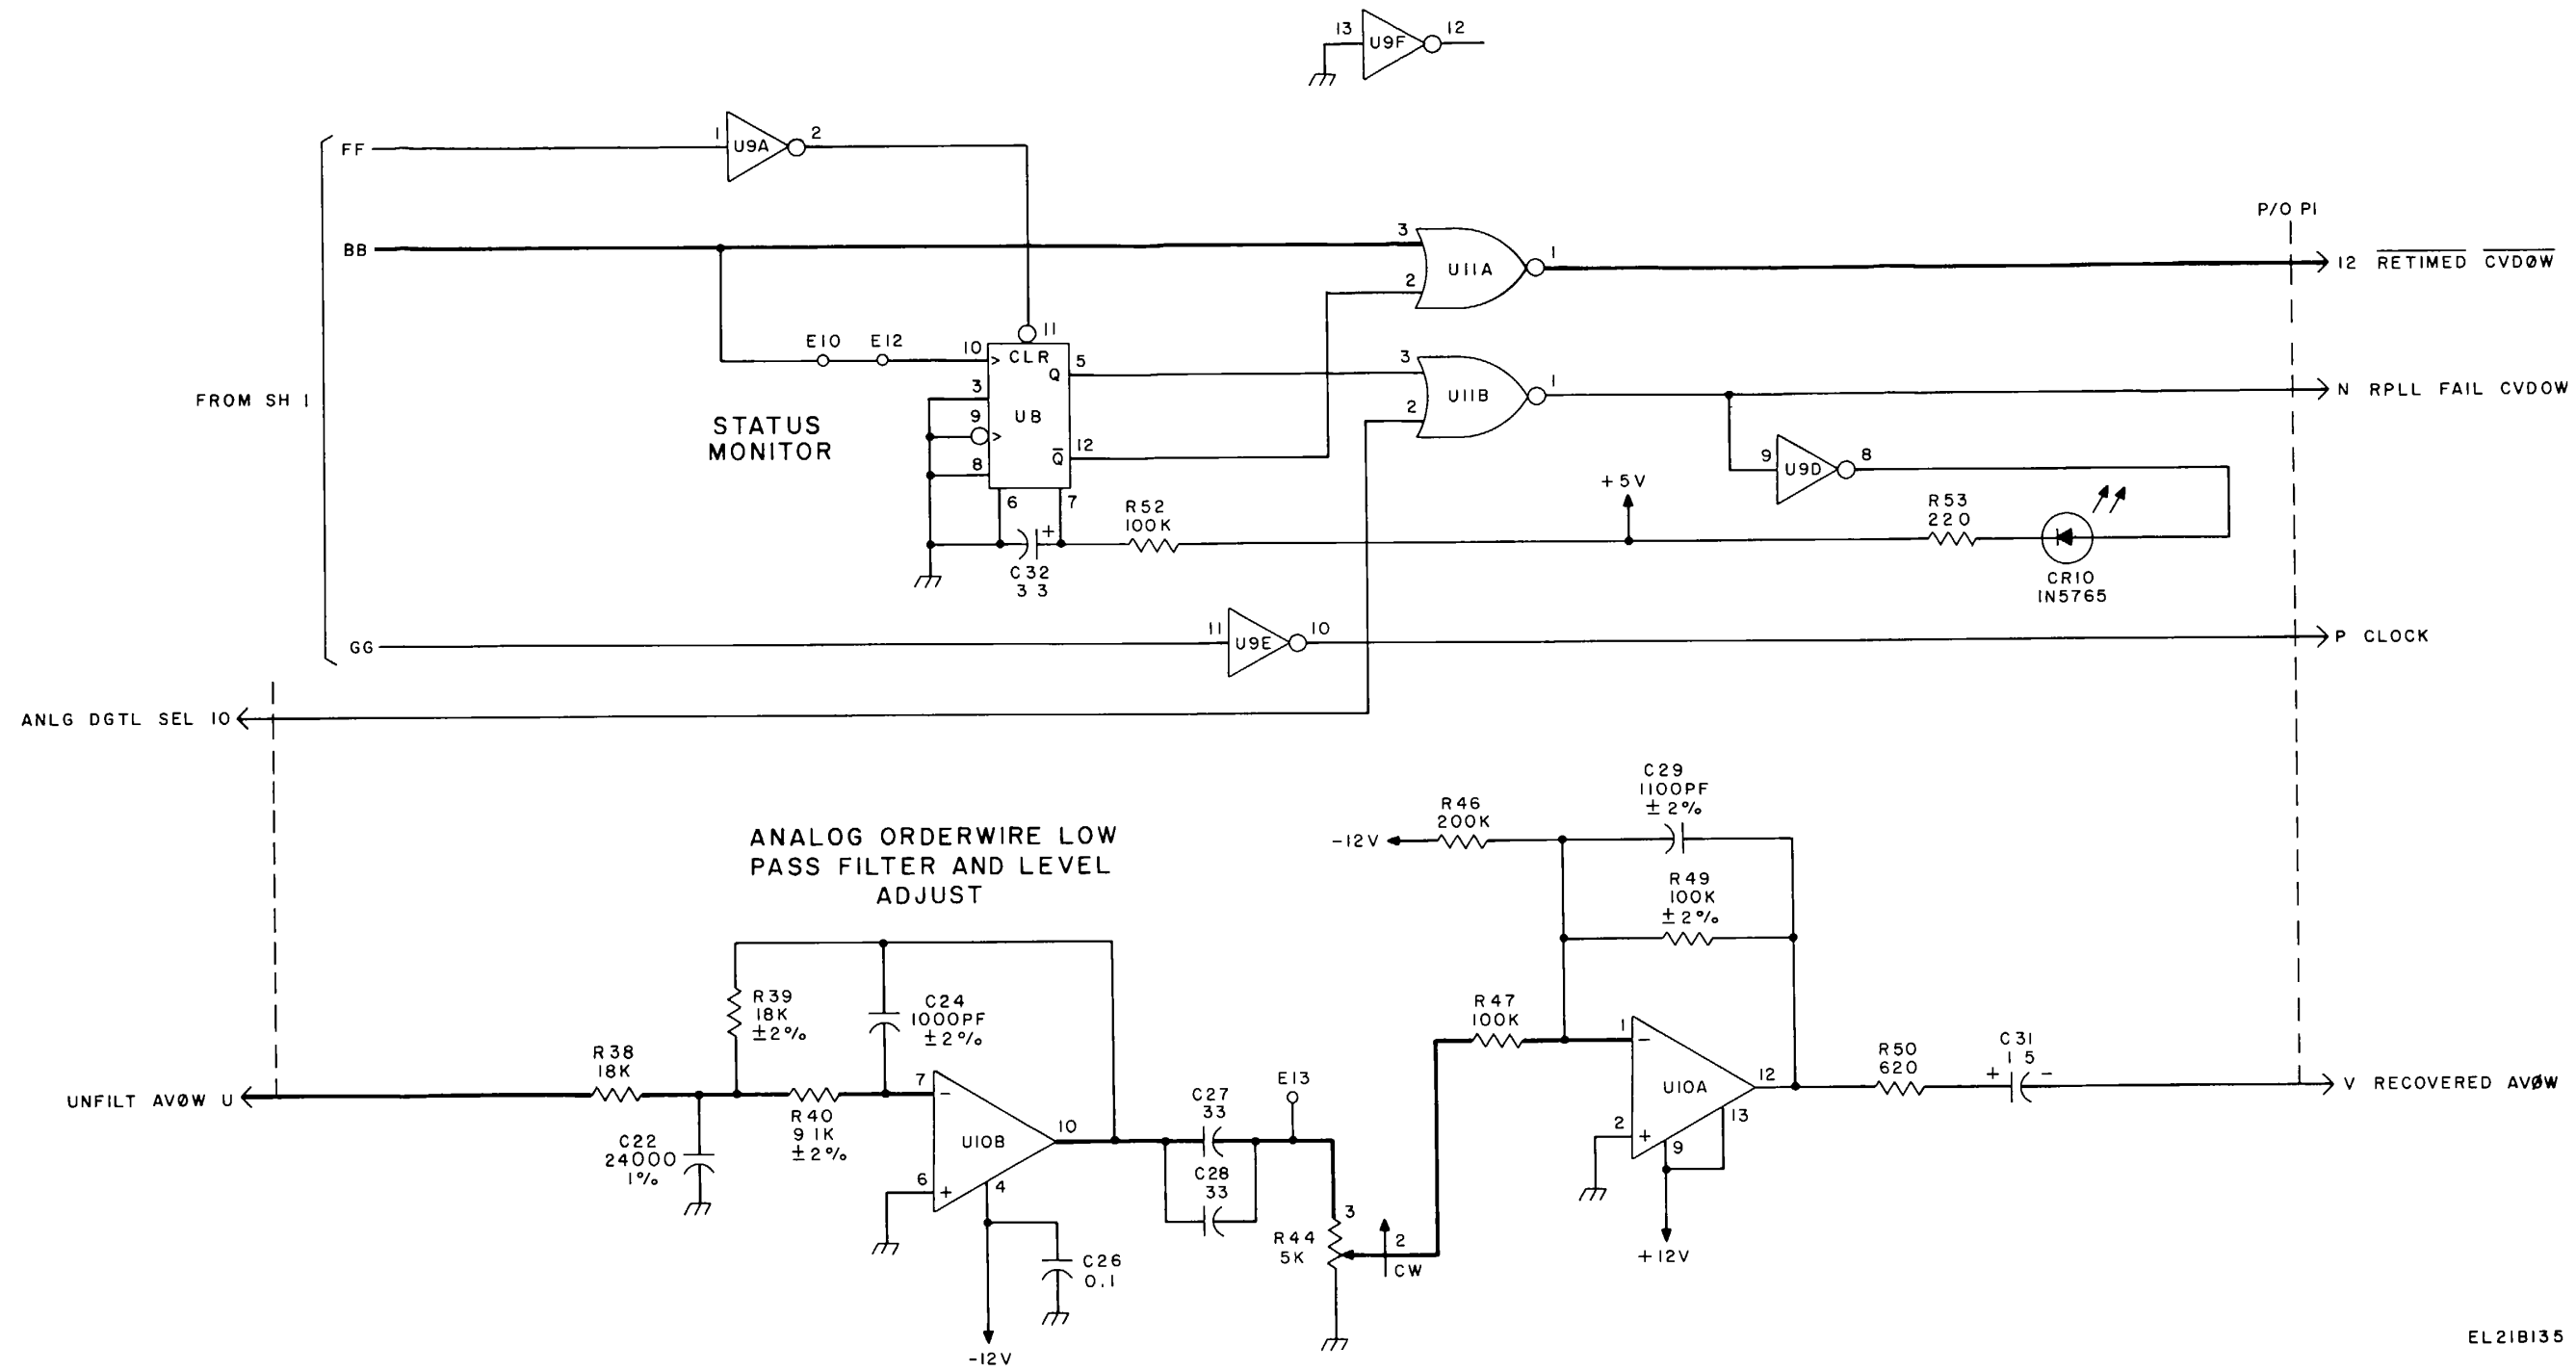 13 U9F 12
1 U9A 2
FF
BB
FROM SH 1
GG
P/O P1
3 U11A 1
2
12 RETIMED CVDØW
E10 E12
10 > CLR 11
Q 5
3
9 >
U8
8
Q 12
6 7
STATUS
MONITOR
3 U11B 1
2
N RPLL FAIL CVDOW
9 U9D 8
+5V
R52
100K
+
C32
3 3
R53
220
CR10
1N5765
11 U9E 10
P CLOCK
ANLG DGTL SEL 10
ANALOG ORDERWIRE LOW
PASS FILTER AND LEVEL
ADJUST
C29
1100PF
±2%
-12V
R46
200K
R49
100K
±2%
R39
18K
±2%
C24
1000PF
±2%
R38
18K
UNFILT AVØW U
R40
9 1K
±2%
C22
24000
1%
7 -
U10B 10
6 +
4
C26
0.1
-12V
C27
33
C28
33
E13
3
R44
5K
2
CW
R47
100K
1 -
U10A 12
13
2 +
9
+12V
R50
620
C31
1 5
+ -
V RECOVERED AVØW
EL21B135